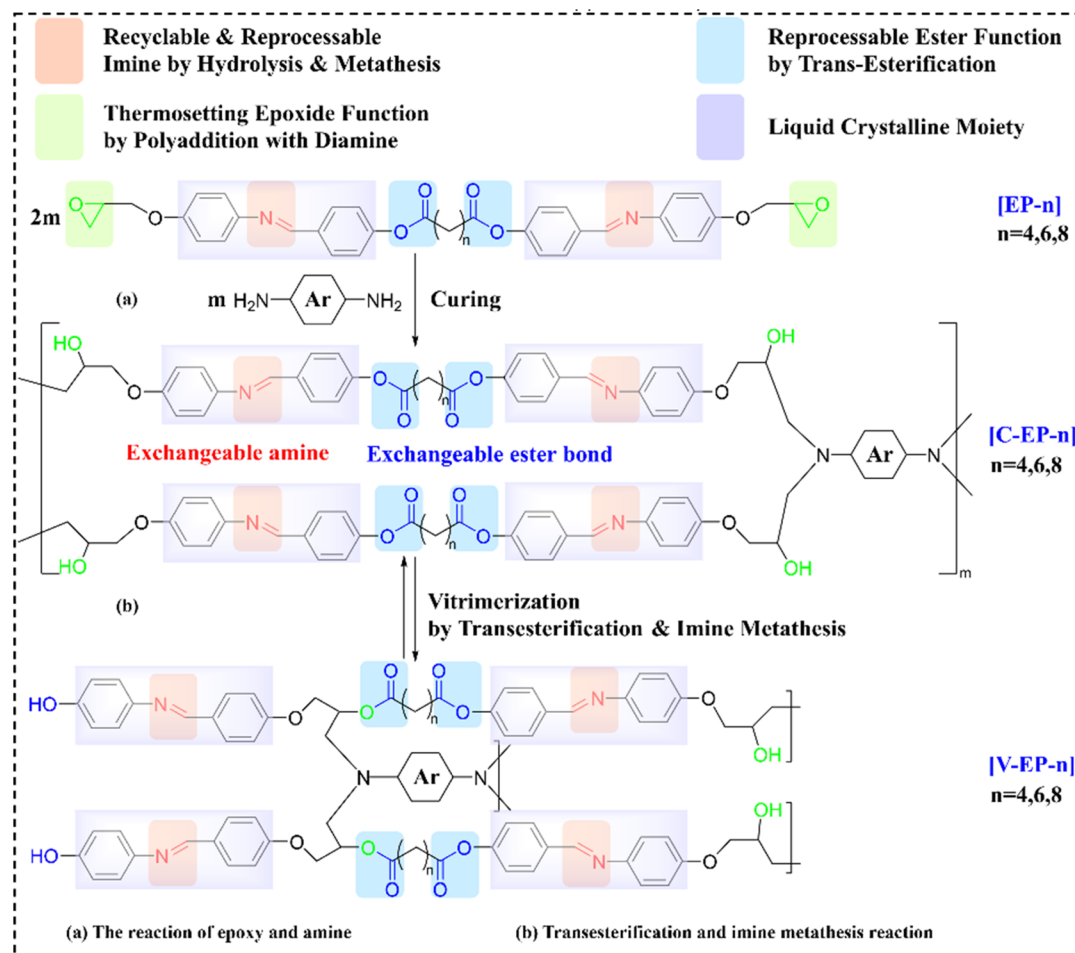 Recyclable & Reprocessable
Imine by Hydrolysis & Metathesis
Reprocessable Ester Function
by Trans-Esterification
Thermosetting Epoxide Function
by Polyaddition with Diamine
Liquid Crystalline Moiety
2m O O N O O O O n N O O [EP-n]
n=4,6,8
(a) m H₂N Ar NH₂ Curing
HO O N O O O O n N O OH
Exchangeable amine Exchangeable ester bond N Ar N [C-EP-n]
n=4,6,8
HO O N O O O O n N O OH m
(b) Vitrimerization
by Transesterification & Imine Metathesis
HO N O O O O O n N O OH
N Ar N [V-EP-n]
n=4,6,8
HO N O O O O O n N O OH
(a) The reaction of epoxy and amine (b) Transesterification and imine metathesis reaction